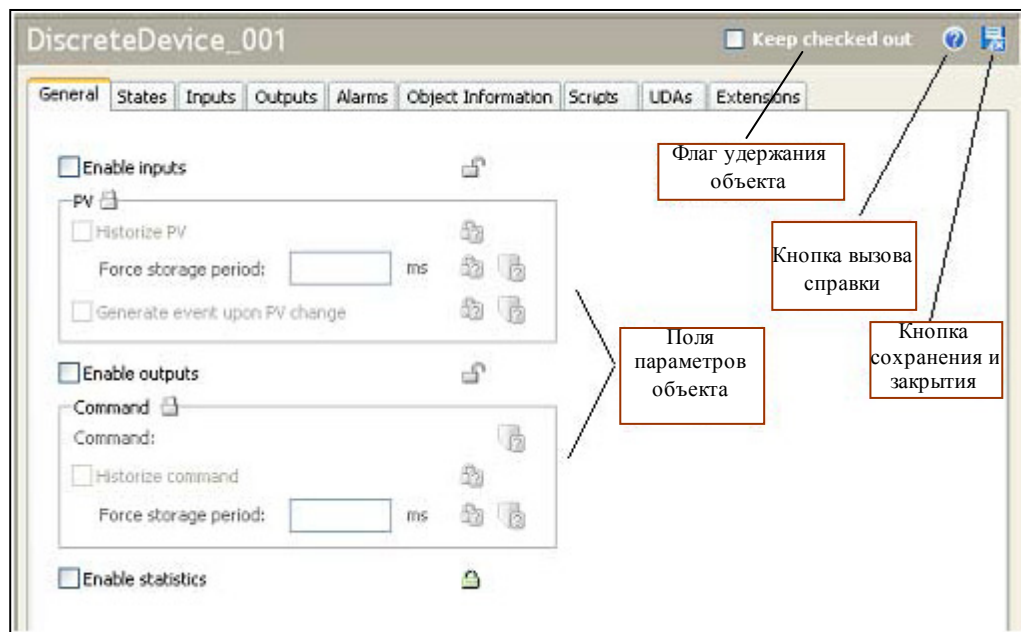 DiscreteDevice_001
Keep checked out
General States Inputs Outputs Alarms Object Information Scripts UDAs Extensions
Enable inputs
PV
Historize PV
Force storage period: ms
Generate event upon PV change
Enable outputs
Command
Command:
Historize command
Force storage period: ms
Enable statistics
Флаг удержания
объекта
Кнопка вызова
справки
Кнопка
сохранения и
закрытия
Поля
параметров
объекта